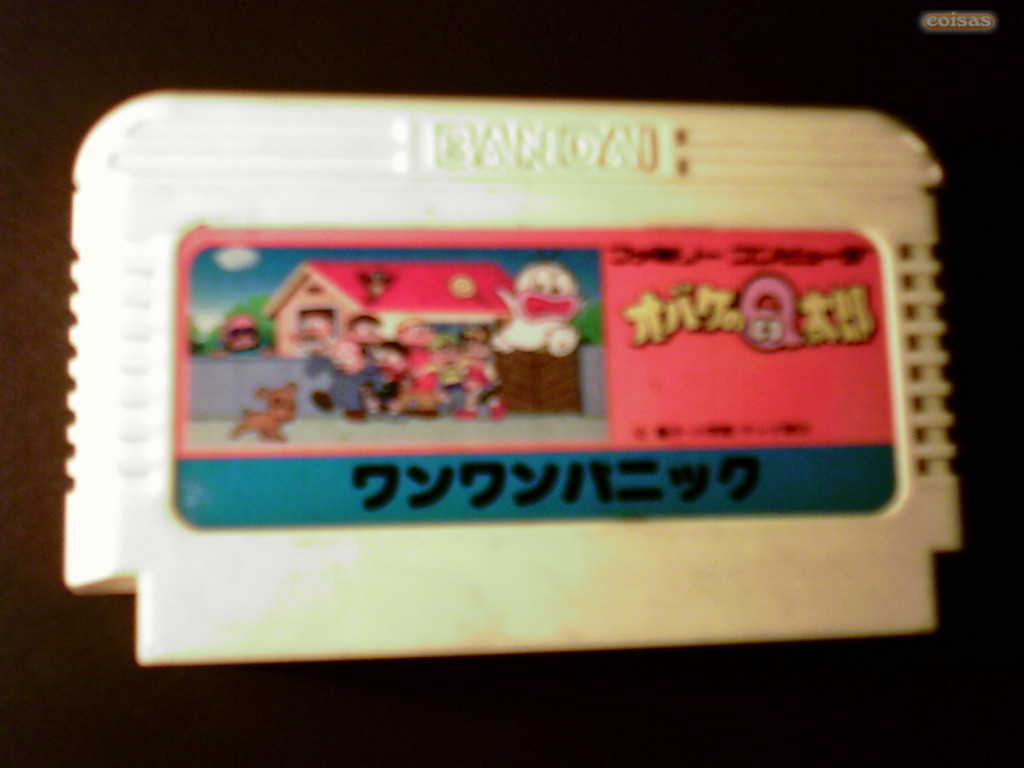 coisas
BANDAI
ファミリー コンピュータ
オバケのQ太郎
ワンワンパニック